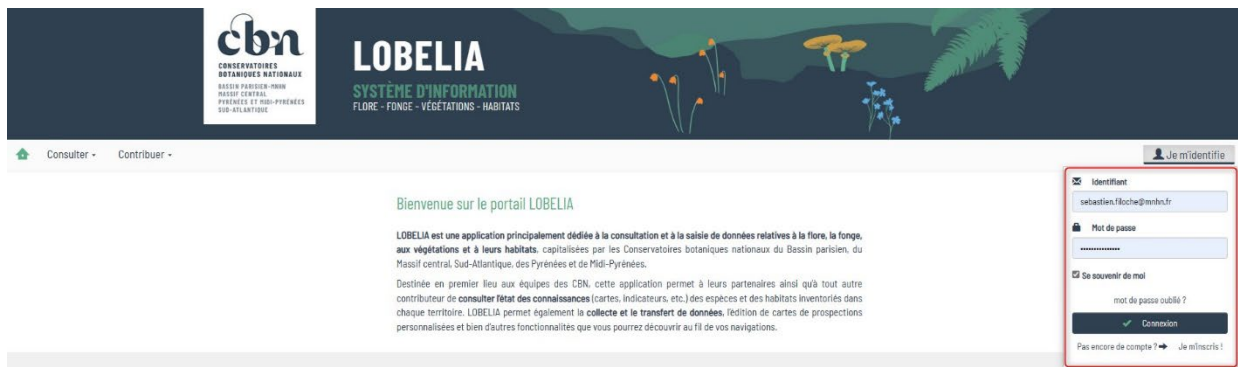 cbn
CONSERVATOIRES
BOTANIQUES NATIONAUX
BASSIN PARISIEN-MNHN
MASSIF CENTRAL
PYRÉNÉES ET MIDI-PYRÉNÉES
SUD-ATLANTIQUE
LOBELIA
SYSTÈME D'INFORMATION
FLORE - FONGE - VÉGÉTATIONS - HABITATS
Consulter
Contribuer
Je m'identifie
Identifiant
sebastien.filoche@mnhn.fr
Mot de passe
Se souvenir de moi
mot de passe oublié ?
Connexion
Pas encore de compte ? Je m'inscris !
Bienvenue sur le portail LOBELIA
LOBELIA est une application principalement dédiée à la consultation et à la saisie de données relatives à la flore, la fonge,
aux végétations et à leurs habitats, capitalisées par les Conservatoires botaniques nationaux du Bassin parisien, du
Massif central, Sud-Atlantique, des Pyrénées et de Midi-Pyrénées.
Destinée en premier lieu aux équipes des CBN, cette application permet à leurs partenaires ainsi qu'à tout autre
contributeur de consulter l'état des connaissances (cartes, indicateurs, etc.) des espèces et des habitats inventoriés dans
chaque territoire. LOBELIA permet également la collecte et le transfert de données, l'édition de cartes de prospections
personnalisées et bien d'autres fonctionnalités que vous pourrez découvrir au fil de vos navigations.